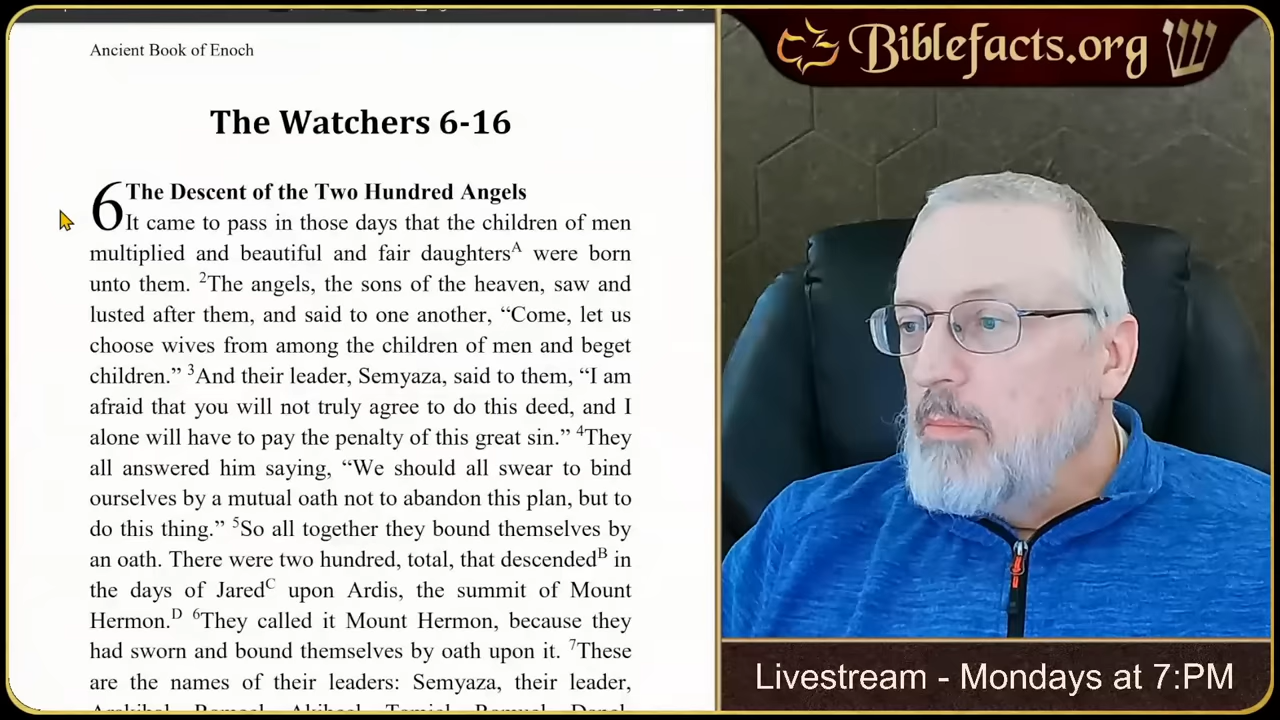 Ancient Book of Enoch
The Watchers 6-16
6 The Descent of the Two Hundred Angels
It came to pass in those days that the children of men
multiplied and beautiful and fair daughtersA were born
unto them. 2The angels, the sons of the heaven, saw and
lusted after them, and said to one another, “Come, let us
choose wives from among the children of men and beget
children.” 3And their leader, Semyaza, said to them, “I am
afraid that you will not truly agree to do this deed, and I
alone will have to pay the penalty of this great sin.” 4They
all answered him saying, “We should all swear to bind
ourselves by a mutual oath not to abandon this plan, but to
do this thing.” 5So all together they bound themselves by
an oath. There were two hundred, total, that descendedB in
the days of JaredC upon Ardis, the summit of Mount
Hermon.D 6They called it Mount Hermon, because they
had sworn and bound themselves by oath upon it. 7These
are the names of their leaders: Semyaza, their leader,
Biblefacts.org ש
Livestream - Mondays at 7:PM